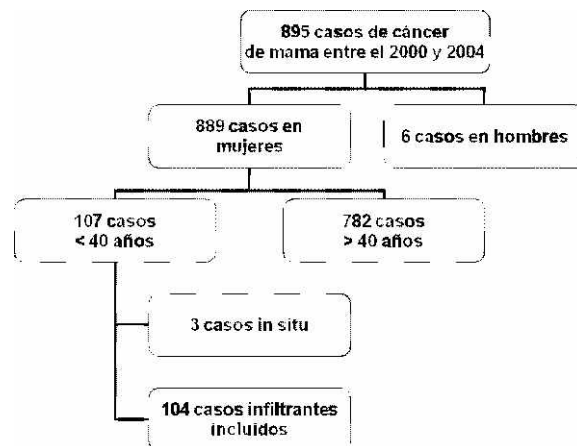 895 casos de cáncer
de mama entre el 2000 y 2004
889 casos en
mujeres
6 casos en hombres
107 casos
< 40 años
782 casos
> 40 años
3 casos in situ
104 casos infiltrantes
incluidos